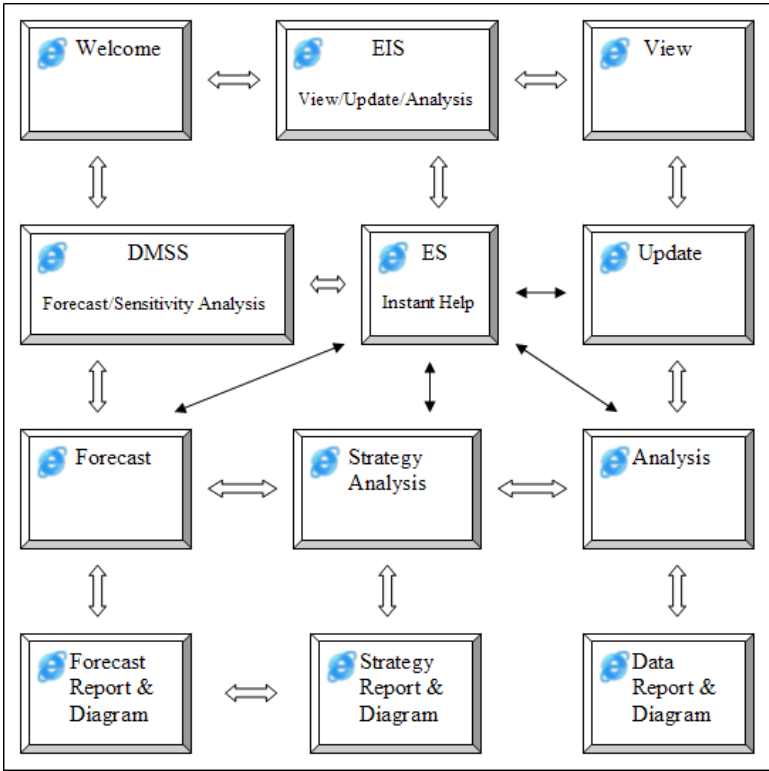 Welcome
EIS
View/Update/Analysis
View
DMSS
Forecast/Sensitivity Analysis
ES
Instant Help
Update
Forecast
Strategy
Analysis
Analysis
Forecast
Report &
Diagram
Strategy
Report &
Diagram
Data
Report &
Diagram